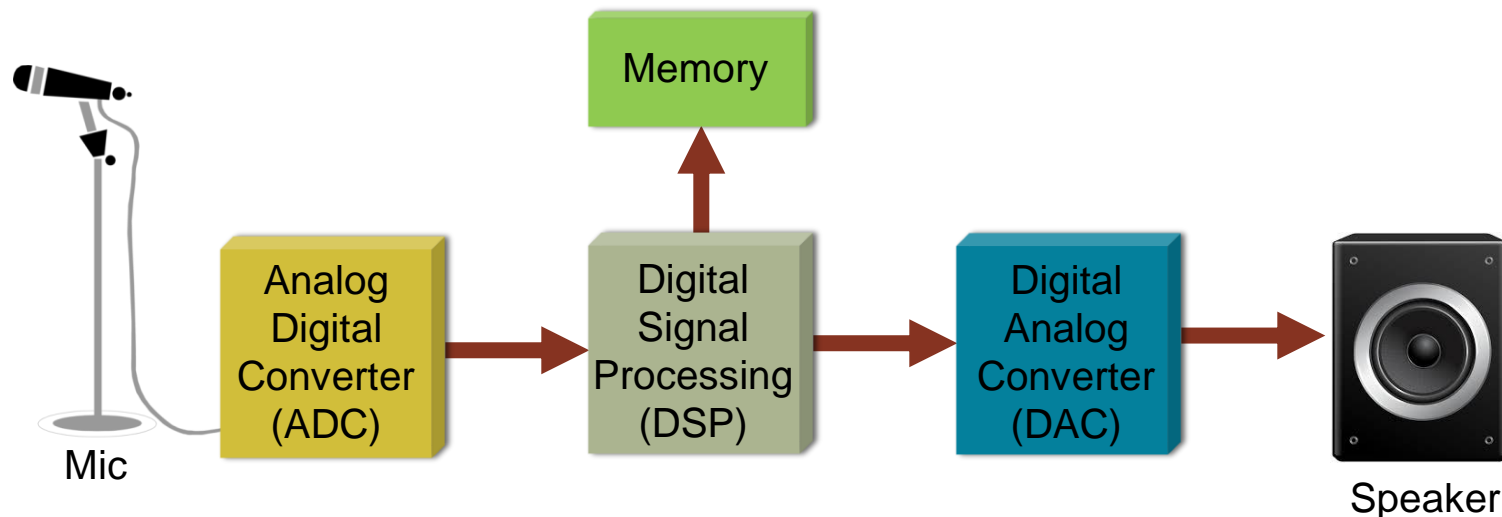 Memory
Analog
Digital
Converter
(ADC)
Digital
Signal
Processing
(DSP)
Digital
Analog
Converter
(DAC)
Mic
Speaker